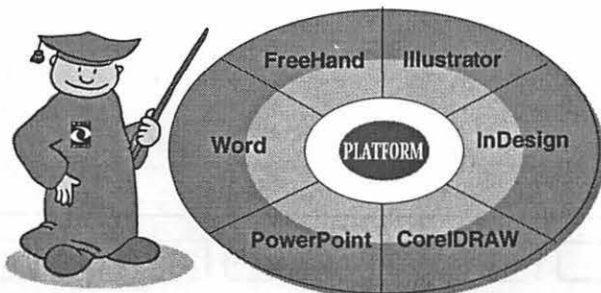 FreeHand Illustrator
Word PLATFORM InDesign
PowerPoint CorelDRAW